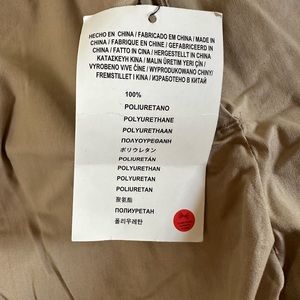 HECHO EN CHINA / FABRICADO EM CHINA / MADE IN
CHINA / FABRIQUE EN CHINE / GEFABRICEERD IN
CHINA / FATTO IN CINA / HERGESTELLT IN CHINA
ΚΑΤΑΣΚΕΥΗ ΚΙΝΑ / MALIN ÜRETIM YERI ÇIN /
VYROBENO VIVE ČÍNE / WYPRODUKOWANO CHINY/
FREMSTILLET I KINA / ИЗГОТОВЛЕНО В КИТАЙ
100%
POLIURETANO
POLYURETHANE
POLYURETHAAN
ΠΟΛΥΟΥΡΕΘΑΝΗ
ポリウレタン
POLIURETÁN
POLYURETHAN
POLYURETAN
POLIURETAN
聚氨酯
ПОЛИУРЕТАН
폴리우레탄